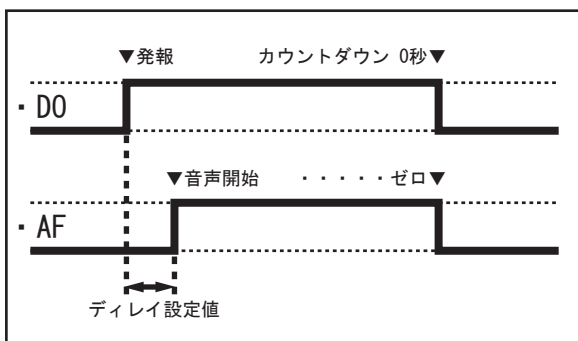 ▼発報 カウントダウン 0秒▼
・DO
▼音声開始 ・・・・・ゼロ▼
・AF
ディレイ設定値